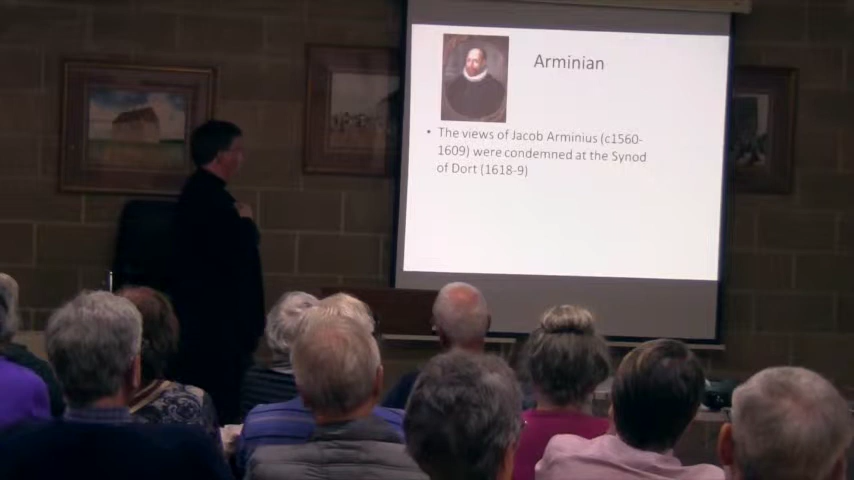 Arminian
• The views of Jacob Arminius (c1560-
1609) were condemned at the Synod
of Dort (1618-9)